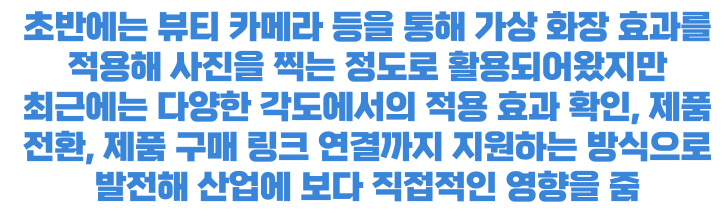 초반에는 뷰티 카메라 등을 통해 가상 화장 효과를
적용해 사진을 찍는 정도로 활용되어왔지만
최근에는 다양한 각도에서의 적용 효과 확인, 제품
전환, 제품 구매 링크 연결까지 지원하는 방식으로
발전해 산업에 보다 직접적인 영향을 줌